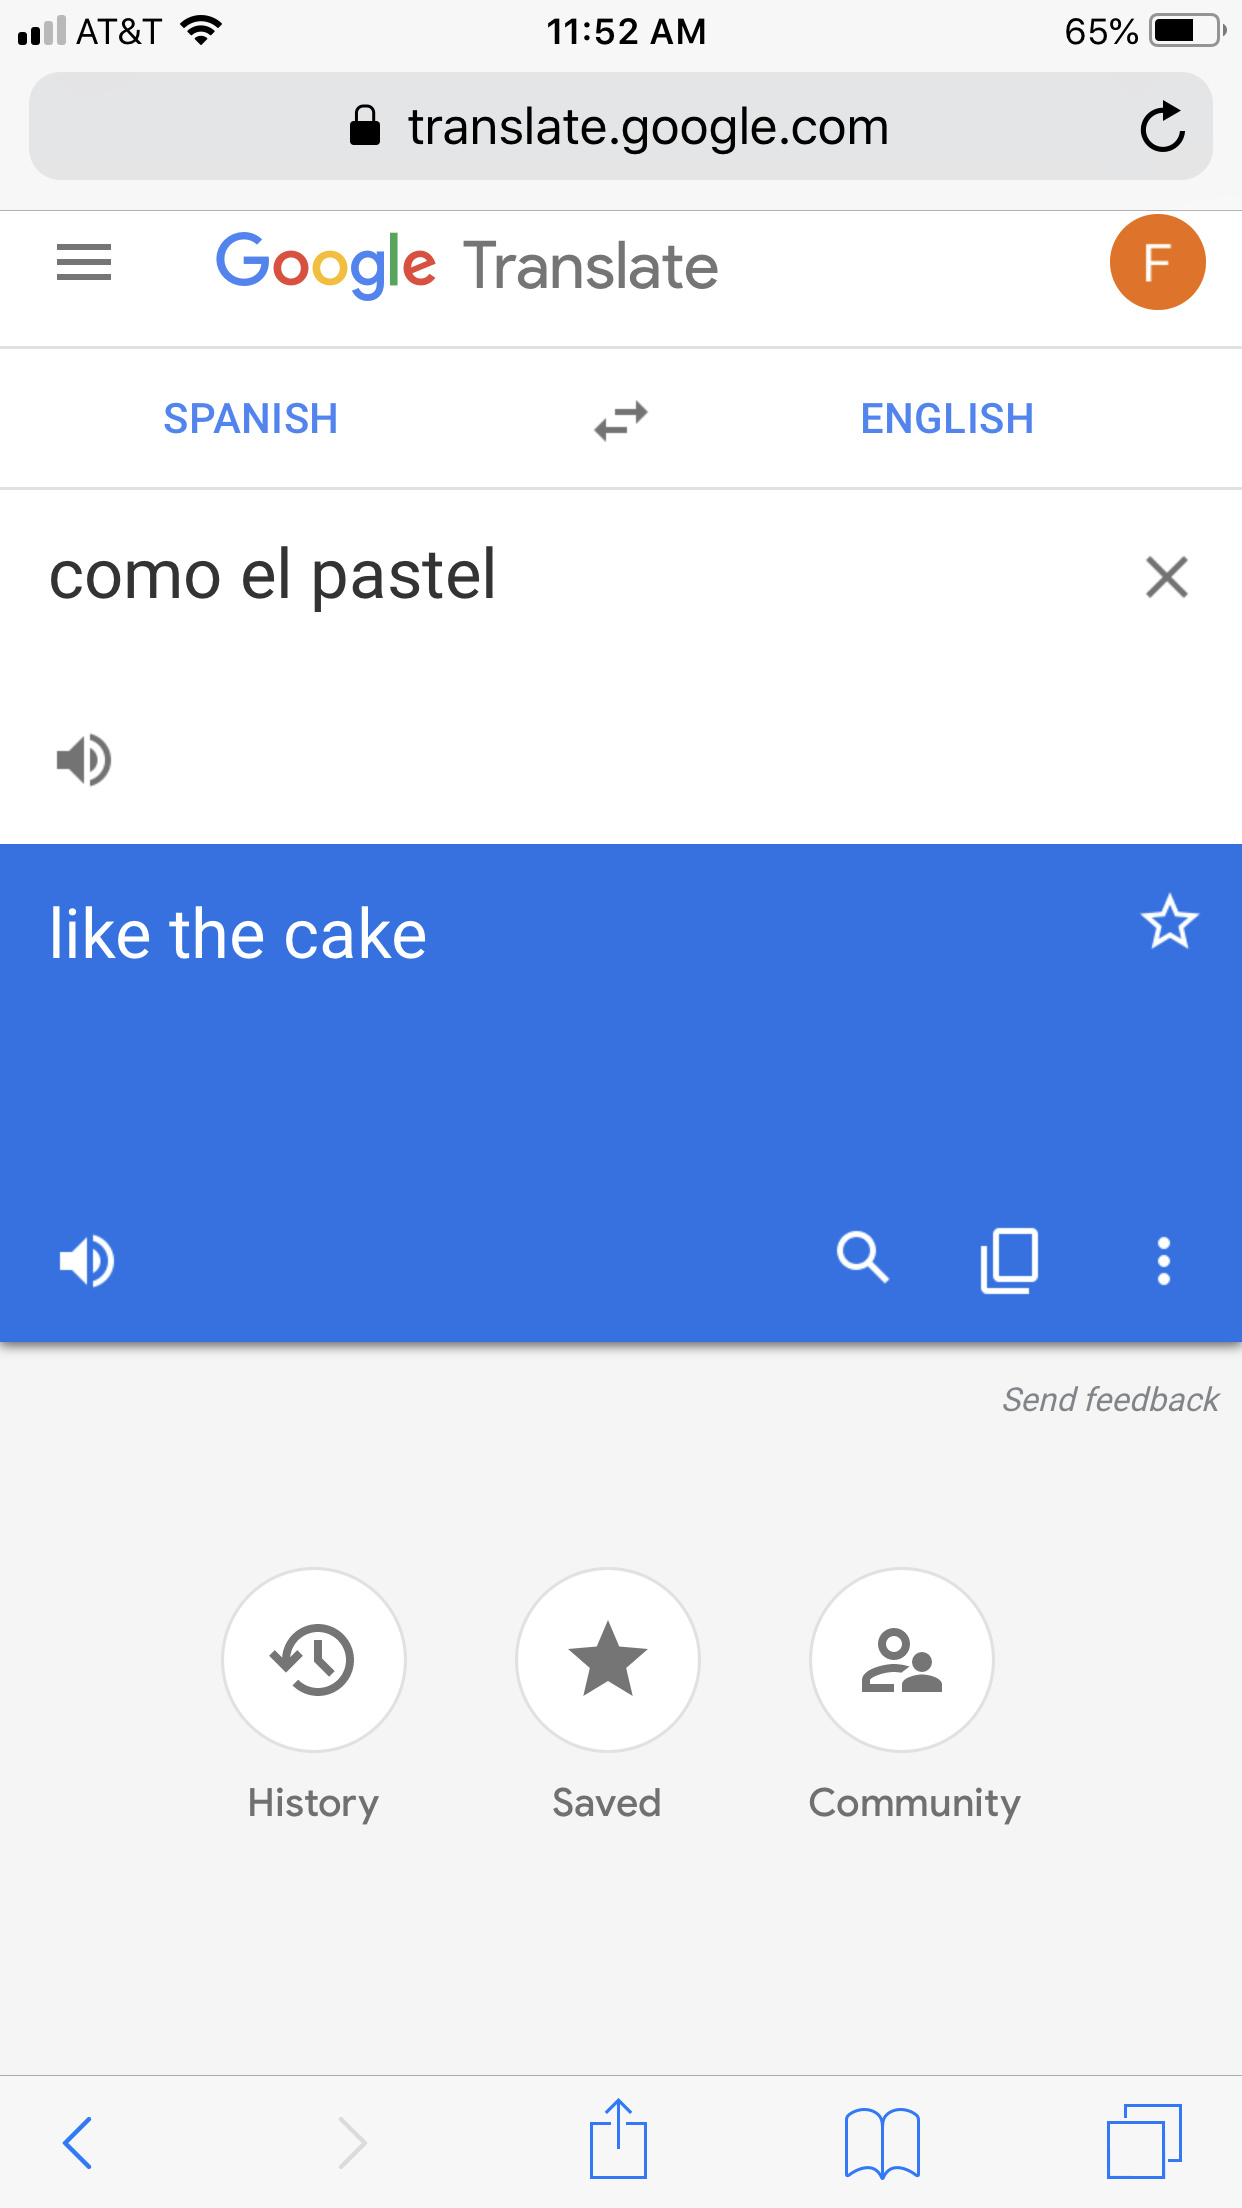 AT&T 11:52 AM 65%
translate.google.com
Google Translate F
SPANISH ENGLISH
como el pastel
like the cake
Send feedback
History Saved Community